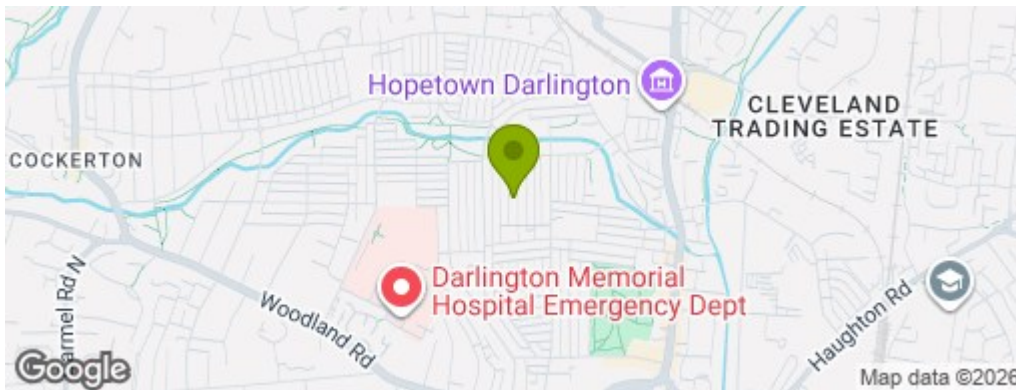 Hopetown Darlington
CLEVELAND
TRADING ESTATE
COCKERTON
Darlington Memorial
Hospital Emergency Dept
armel Rd N
Woodland Rd
Haughton Rd
Google
Map data ©2026